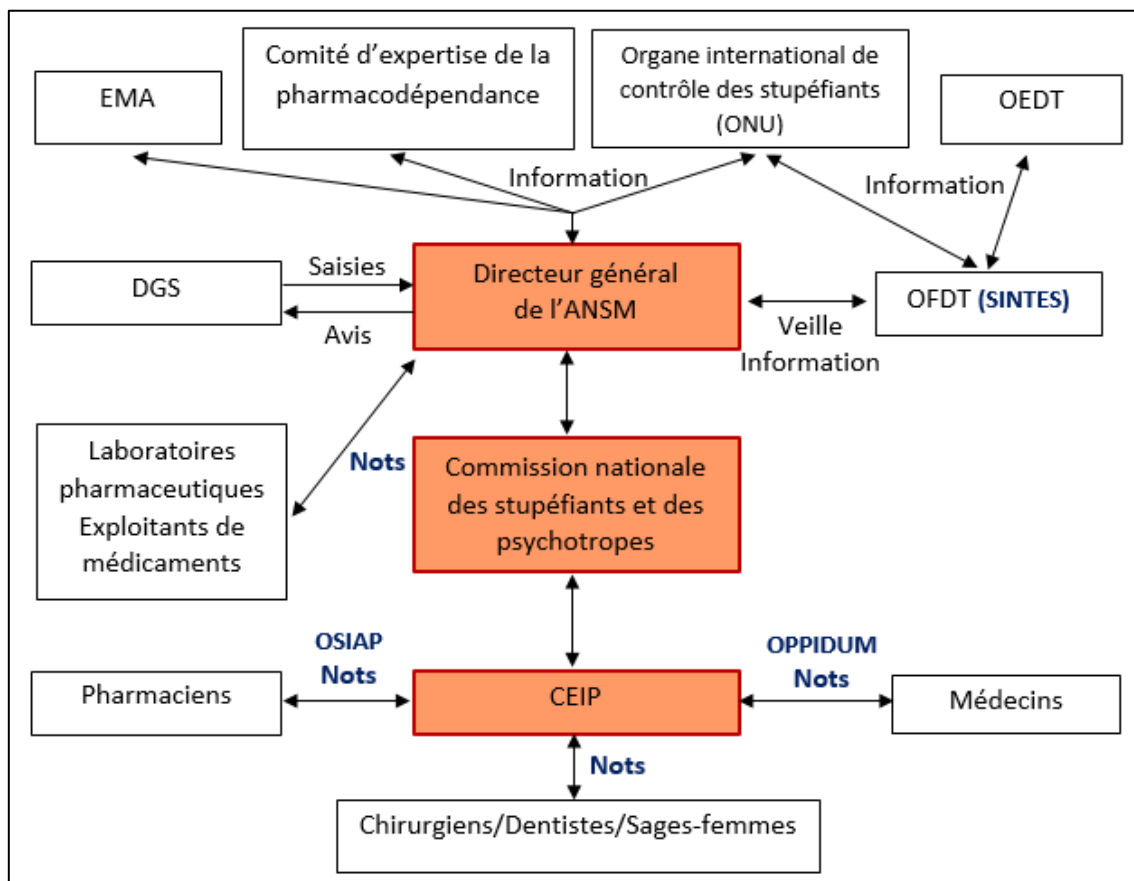 EMA
Comité d'expertise de la
pharmacodépendance
Organe international de
contrôle des stupéfiants
(ONU)
OEDT
Information
Information
DGS
Saisies
Avis
Directeur général
de l'ANSM
Veille
Information
OFDT (SINTES)
Laboratoires
pharmaceutiques
Exploitants de
médicaments
Nots
Commission nationale
des stupéfiants et des
psychotropes
Pharmaciens
OSIAP
Nots
CEIP
OPPIDUM
Nots
Médecins
Nots
Chirurgiens/Dentistes/Sages-femmes